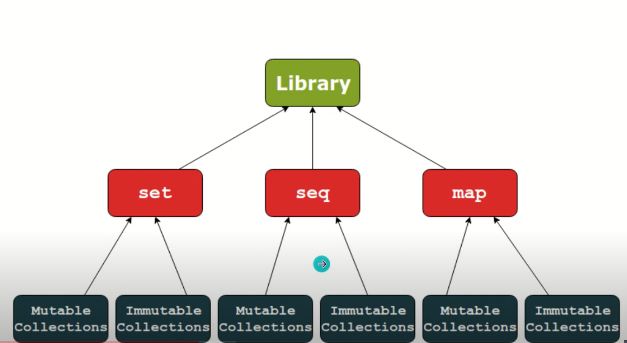 Library
set
seq
map
Mutable
Collections
Immutable
Collections
Mutable
Collections
Immutable
Collections
Mutable
Collections
Immutable
Collections